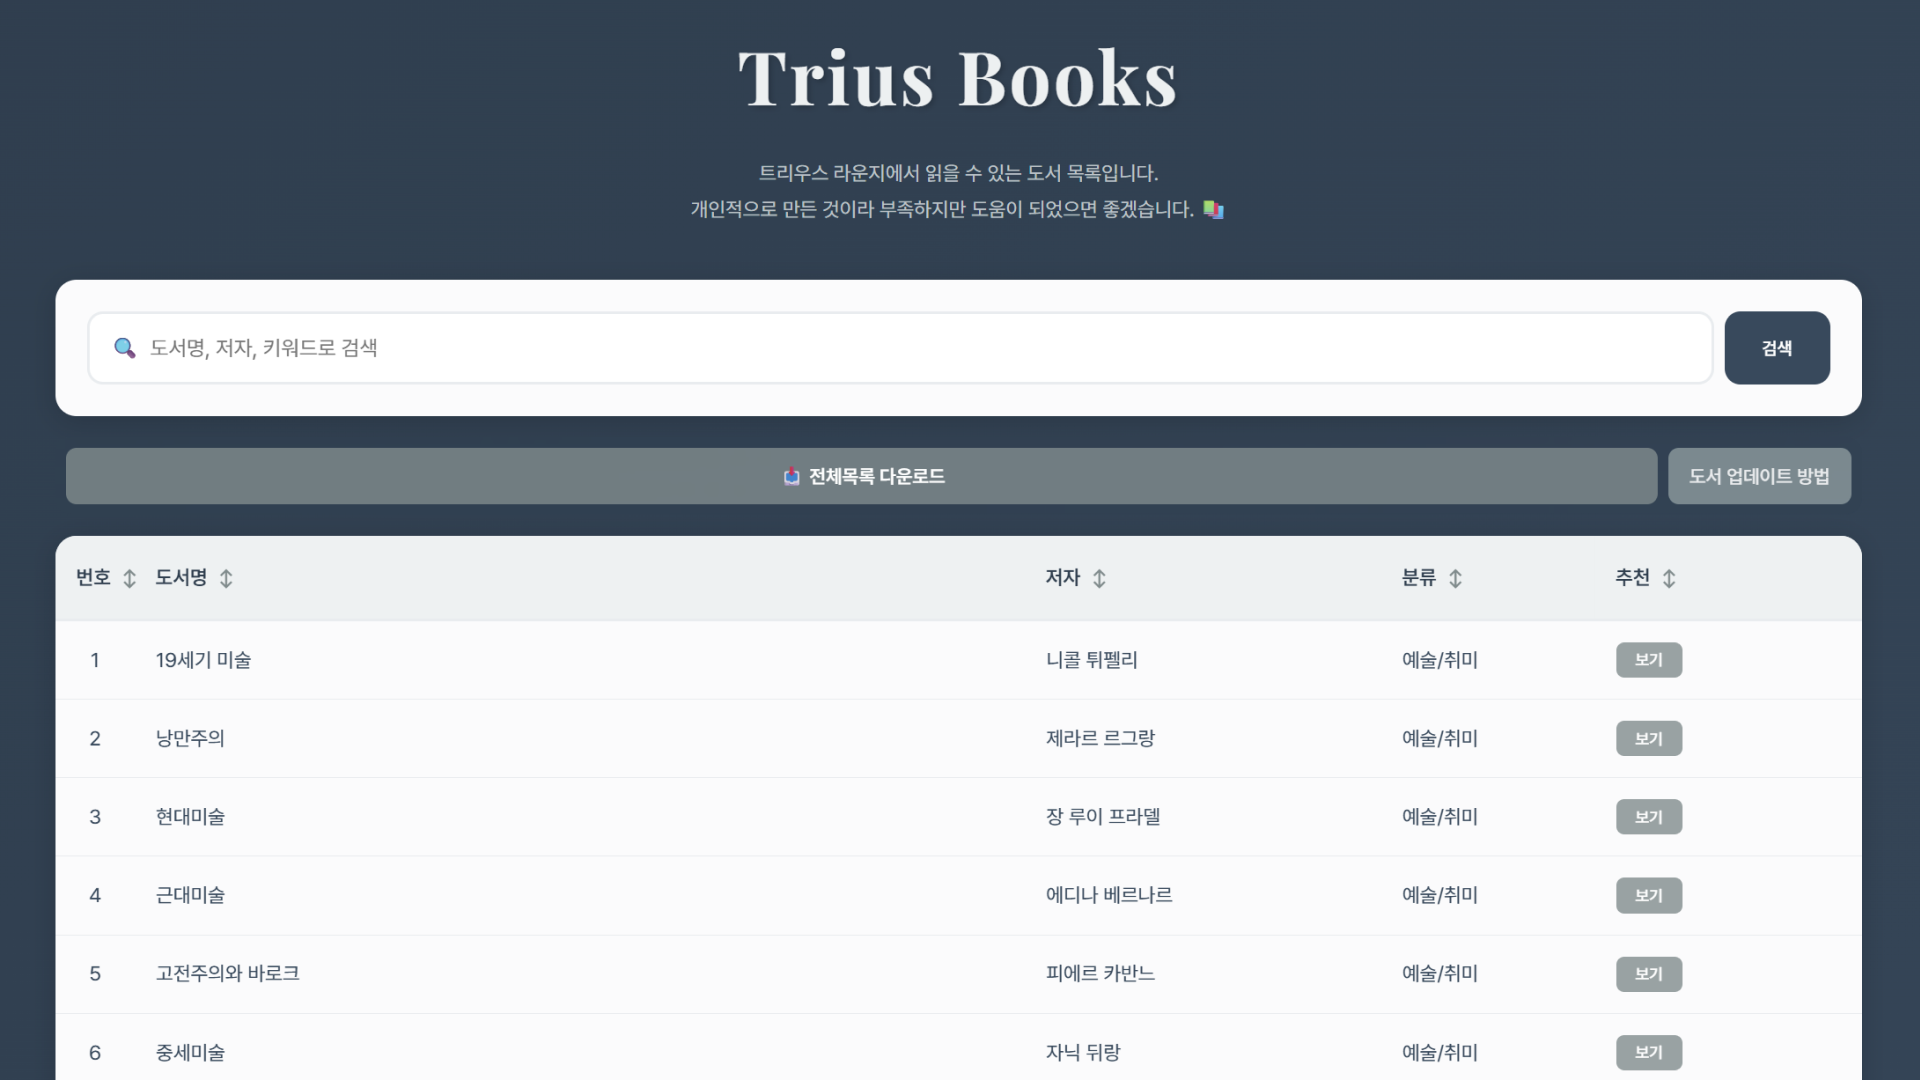 Trius Books
트리우스 라운지에서 읽을 수 있는 도서 목록입니다.
개인적으로 만든 것이라 부족하지만 도움이 되었으면 좋겠습니다. 📚
🔍 도서명, 저자, 키워드로 검색
검색
📥 전체목록 다운로드
도서 업데이트 방법
번호 ↕ 도서명 ↕ 저자 ↕ 분류 ↕ 추천 ↕
1 19세기 미술 니콜 튀펠리 예술/취미 보기
2 낭만주의 제라르 르그랑 예술/취미 보기
3 현대미술 장 루이 프라델 예술/취미 보기
4 근대미술 에디나 베르나르 예술/취미 보기
5 고전주의와 바로크 피에르 카반느 예술/취미 보기
6 중세미술 자닉 뒤랑 예술/취미 보기